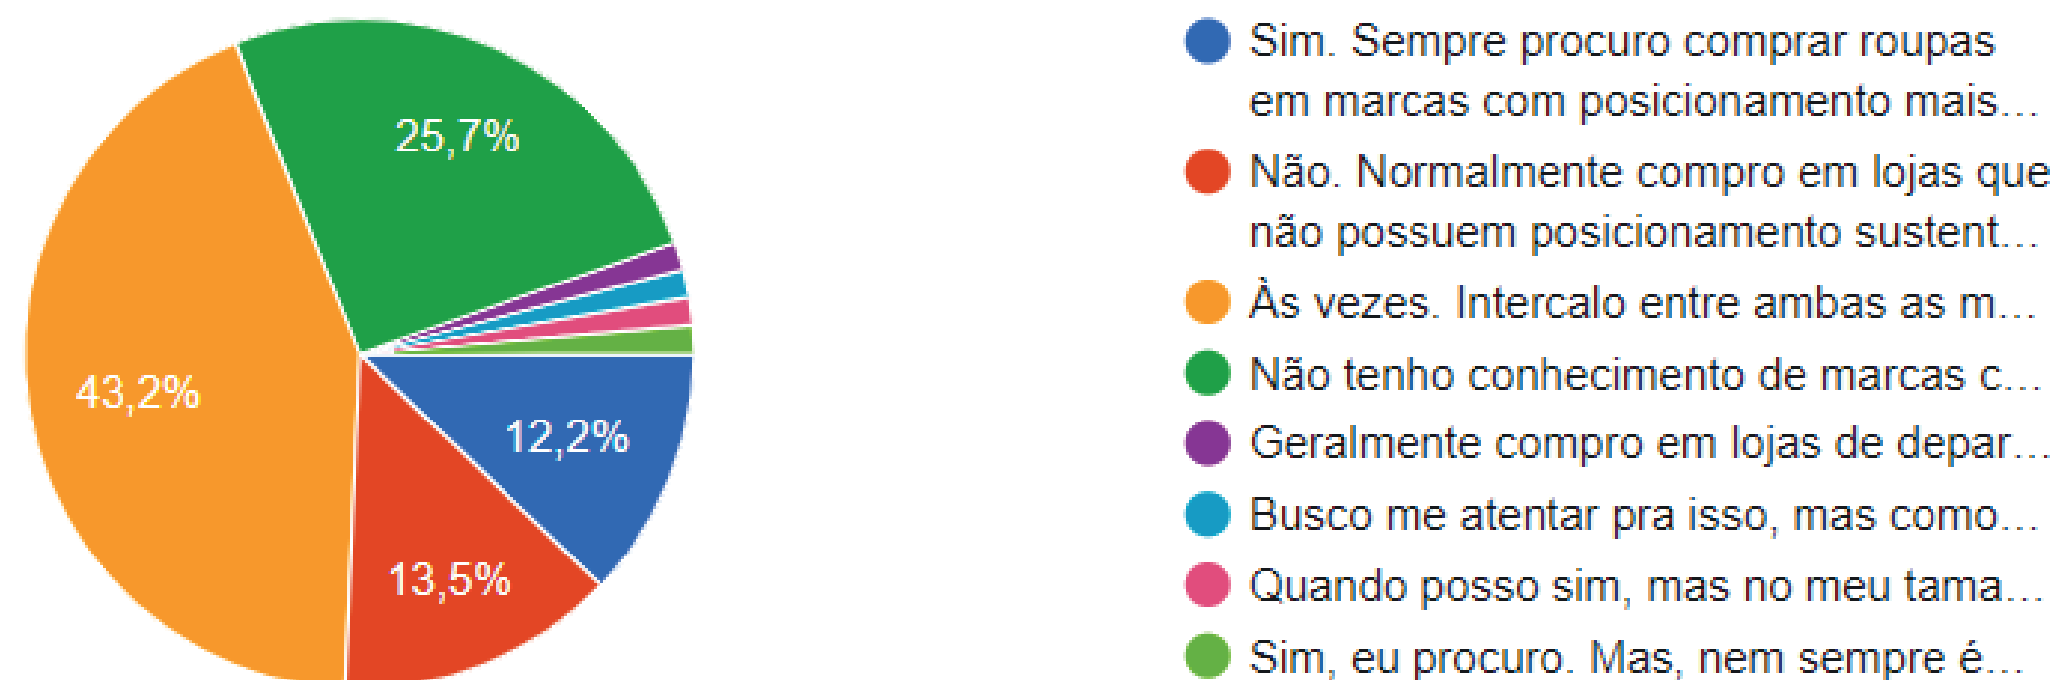 25,7%
43,2%
12,2%
13,5%
Sim. Sempre procuro comprar roupas
em marcas com posicionamento mais...
Não. Normalmente compro em lojas que
não possuem posicionamento sustent...
Às vezes. Intercalo entre ambas as m...
Não tenho conhecimento de marcas c...
Geralmente compro em lojas de depar...
Busco me atentar pra isso, mas como...
Quando posso sim, mas no meu tama...
Sim, eu procuro. Mas, nem sempre é...